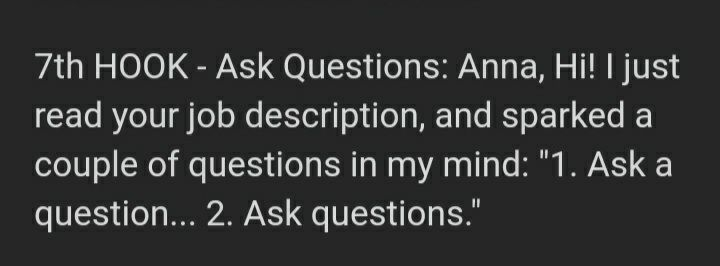 7th HOOK - Ask Questions: Anna, Hi! I just
read your job description, and sparked a
couple of questions in my mind: "1. Ask a
question... 2. Ask questions."